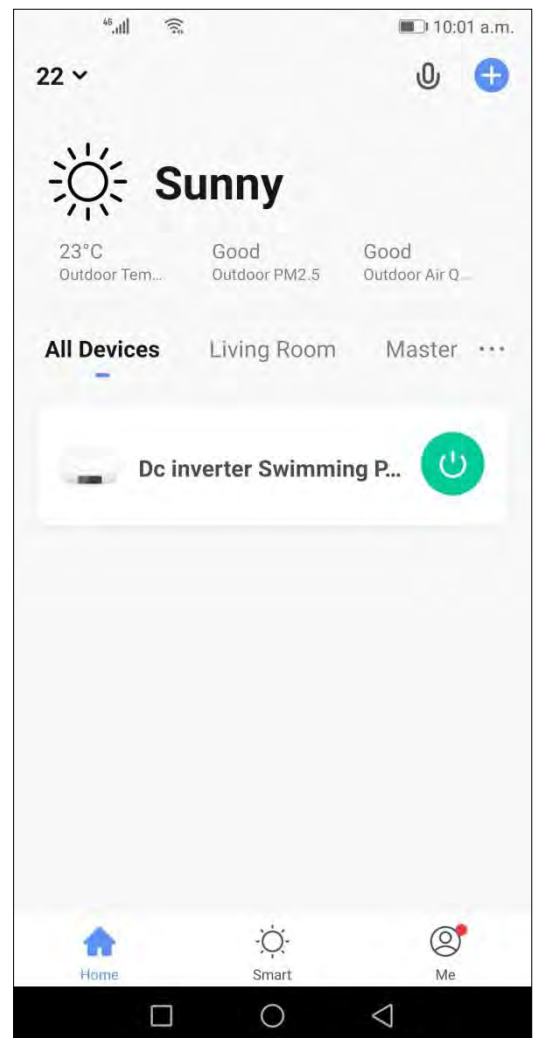 46 10:01 a.m.
22
Sunny
23°C Good Good
Outdoor Tem... Outdoor PM2.5 Outdoor Air Q...
All Devices Living Room Master ...
Dc inverter Swimming P...
Home Smart Me